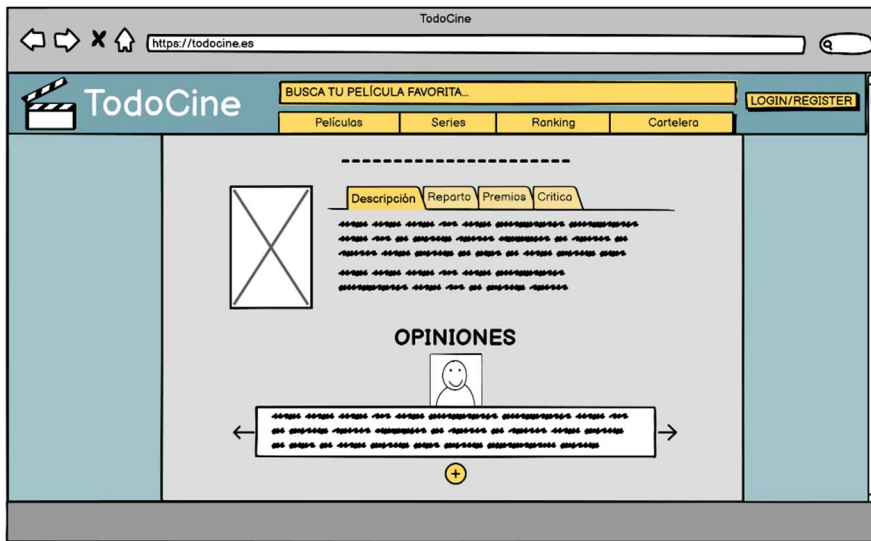 TodoCine
https://todocine.es
TodoCine
BUSCA TU PELÍCULA FAVORITA...
LOGIN/REGISTER
Películas Series Ranking Cartelera
Descripción Reparto Premios Critica
OPINIONES